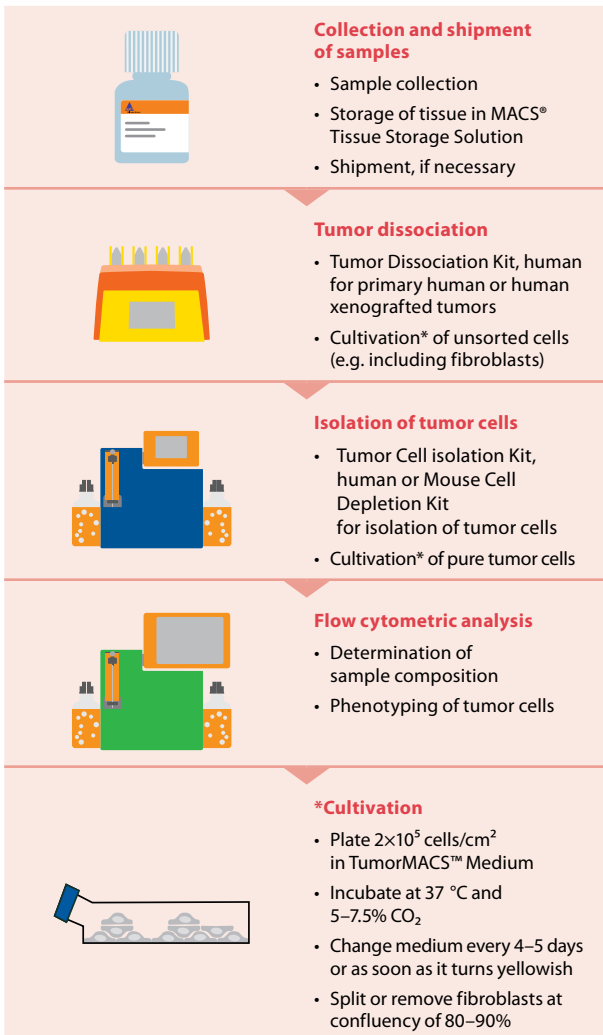 Collection and shipment
of samples
• Sample collection
• Storage of tissue in MACS®
Tissue Storage Solution
• Shipment, if necessary
Tumor dissociation
• Tumor Dissociation Kit, human
for primary human or human
xenografted tumors
• Cultivation* of unsorted cells
(e.g. including fibroblasts)
Isolation of tumor cells
• Tumor Cell isolation Kit,
human or Mouse Cell
Depletion Kit
for isolation of tumor cells
• Cultivation* of pure tumor cells
Flow cytometric analysis
• Determination of
sample composition
• Phenotyping of tumor cells
*Cultivation
• Plate 2×10⁵ cells/cm²
in TumorMACS™ Medium
• Incubate at 37 °C and
5–7.5% CO₂
• Change medium every 4–5 days
or as soon as it turns yellowish
• Split or remove fibroblasts at
confluency of 80–90%